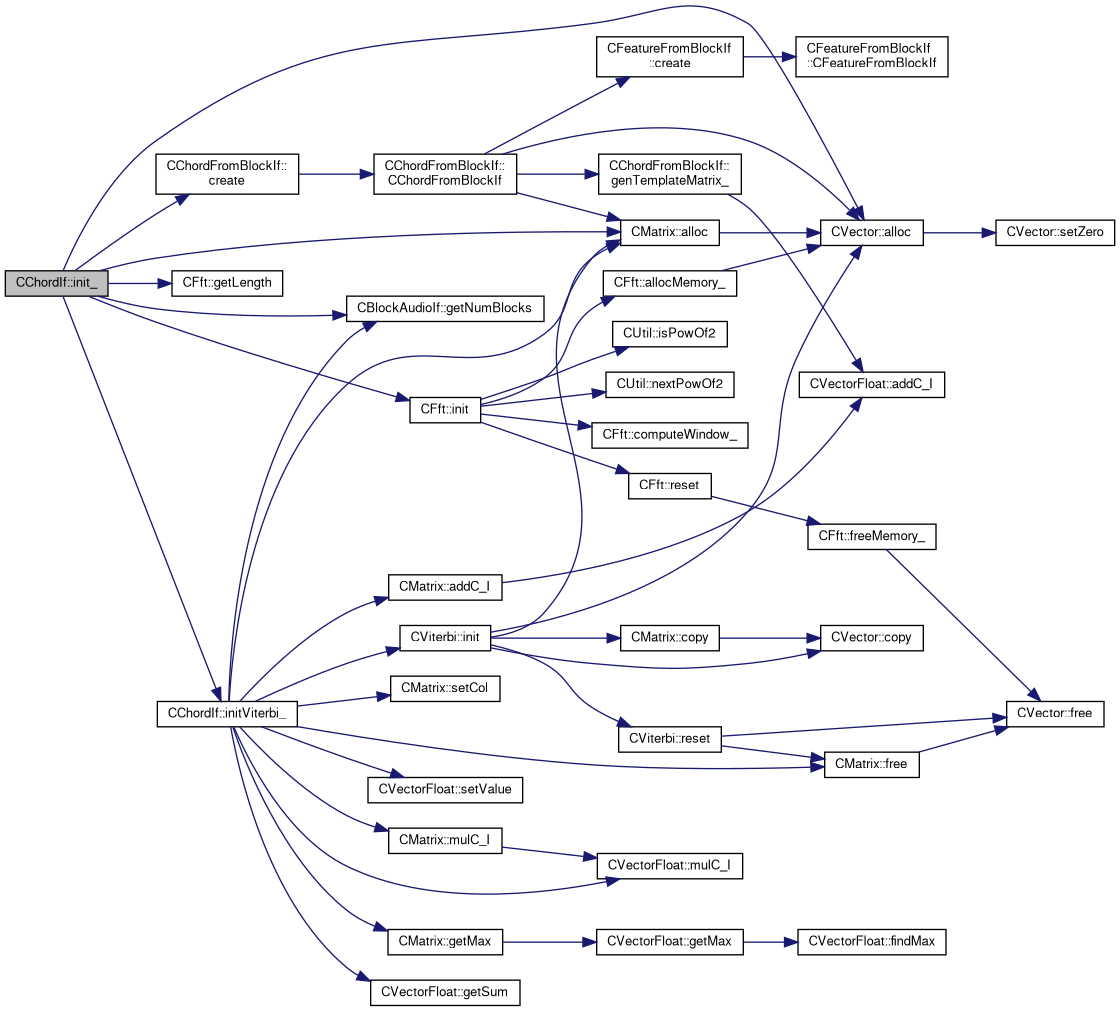 CFeatureFromBlockIf
::create
CFeatureFromBlockIf
::CFeatureFromBlockIf
CChordFromBlockIf::
create
CChordFromBlockIf::
CChordFromBlockIf
CChordFromBlockIf::
genTemplateMatrix_
CMatrix::alloc
CVector::alloc
CVector::setZero
CChordIf::init_
CFft::getLength
CFft::allocMemory_
CBlockAudioIf::getNumBlocks
CUtil::isPowOf2
CUtil::nextPowOf2
CVectorFloat::addC_I
CFft::init
CFft::computeWindow_
CFft::reset
CFft::freeMemory_
CMatrix::addC_I
CViterbi::init
CMatrix::copy
CVector::copy
CMatrix::setCol
CChordIf::initViterbi_
CVector::free
CViterbi::reset
CMatrix::free
CVectorFloat::setValue
CMatrix::mulC_I
CVectorFloat::mulC_I
CMatrix::getMax
CVectorFloat::getMax
CVectorFloat::findMax
CVectorFloat::getSum